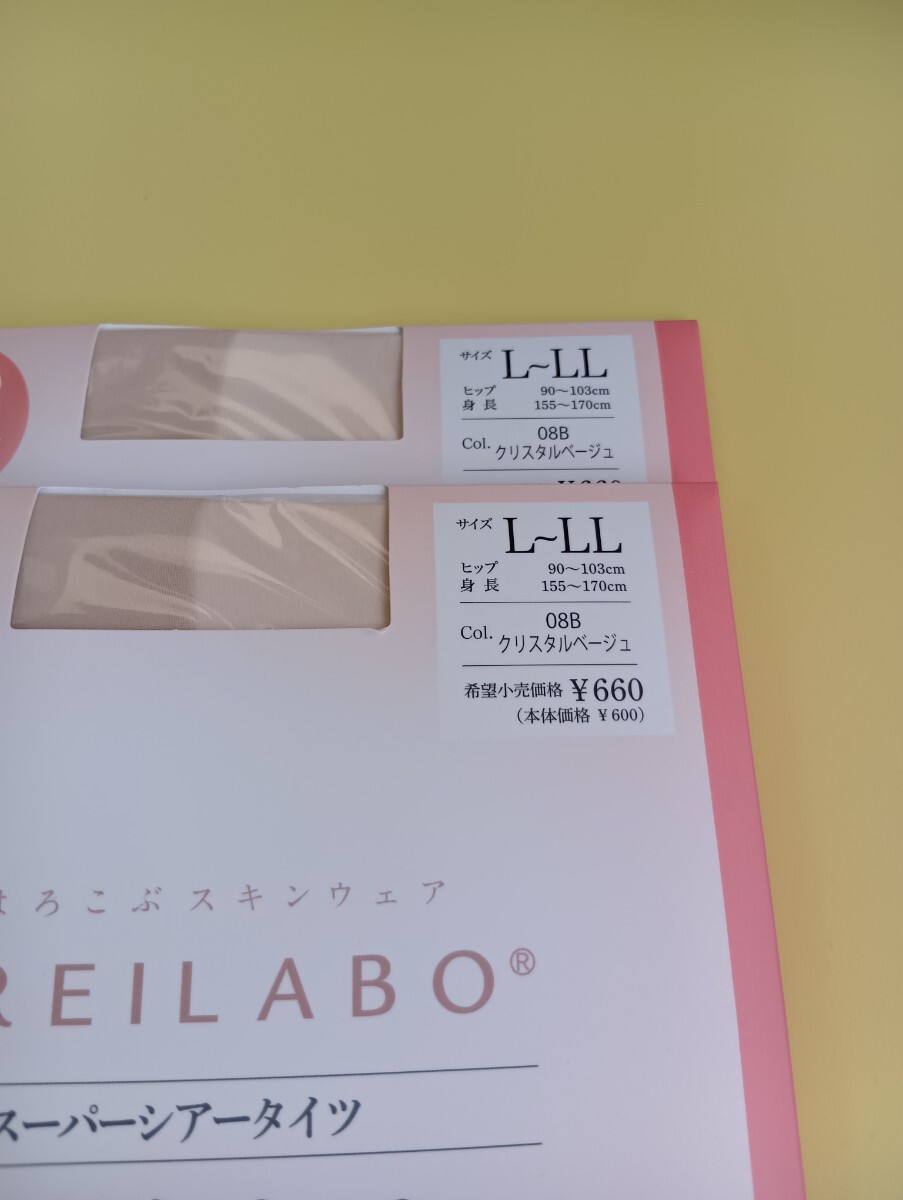 サイズ L~LL
ヒップ 90～103cm
身長 155～170cm
Col. 08B
クリスタルベージュ
サイズ L~LL
ヒップ 90～103cm
身長 155～170cm
Col. 08B
クリスタルベージュ
希望小売価格 ¥660
(本体価格 ¥600)
ほろこぶスキンウェア
REILABO®
スーパーシアータイツ